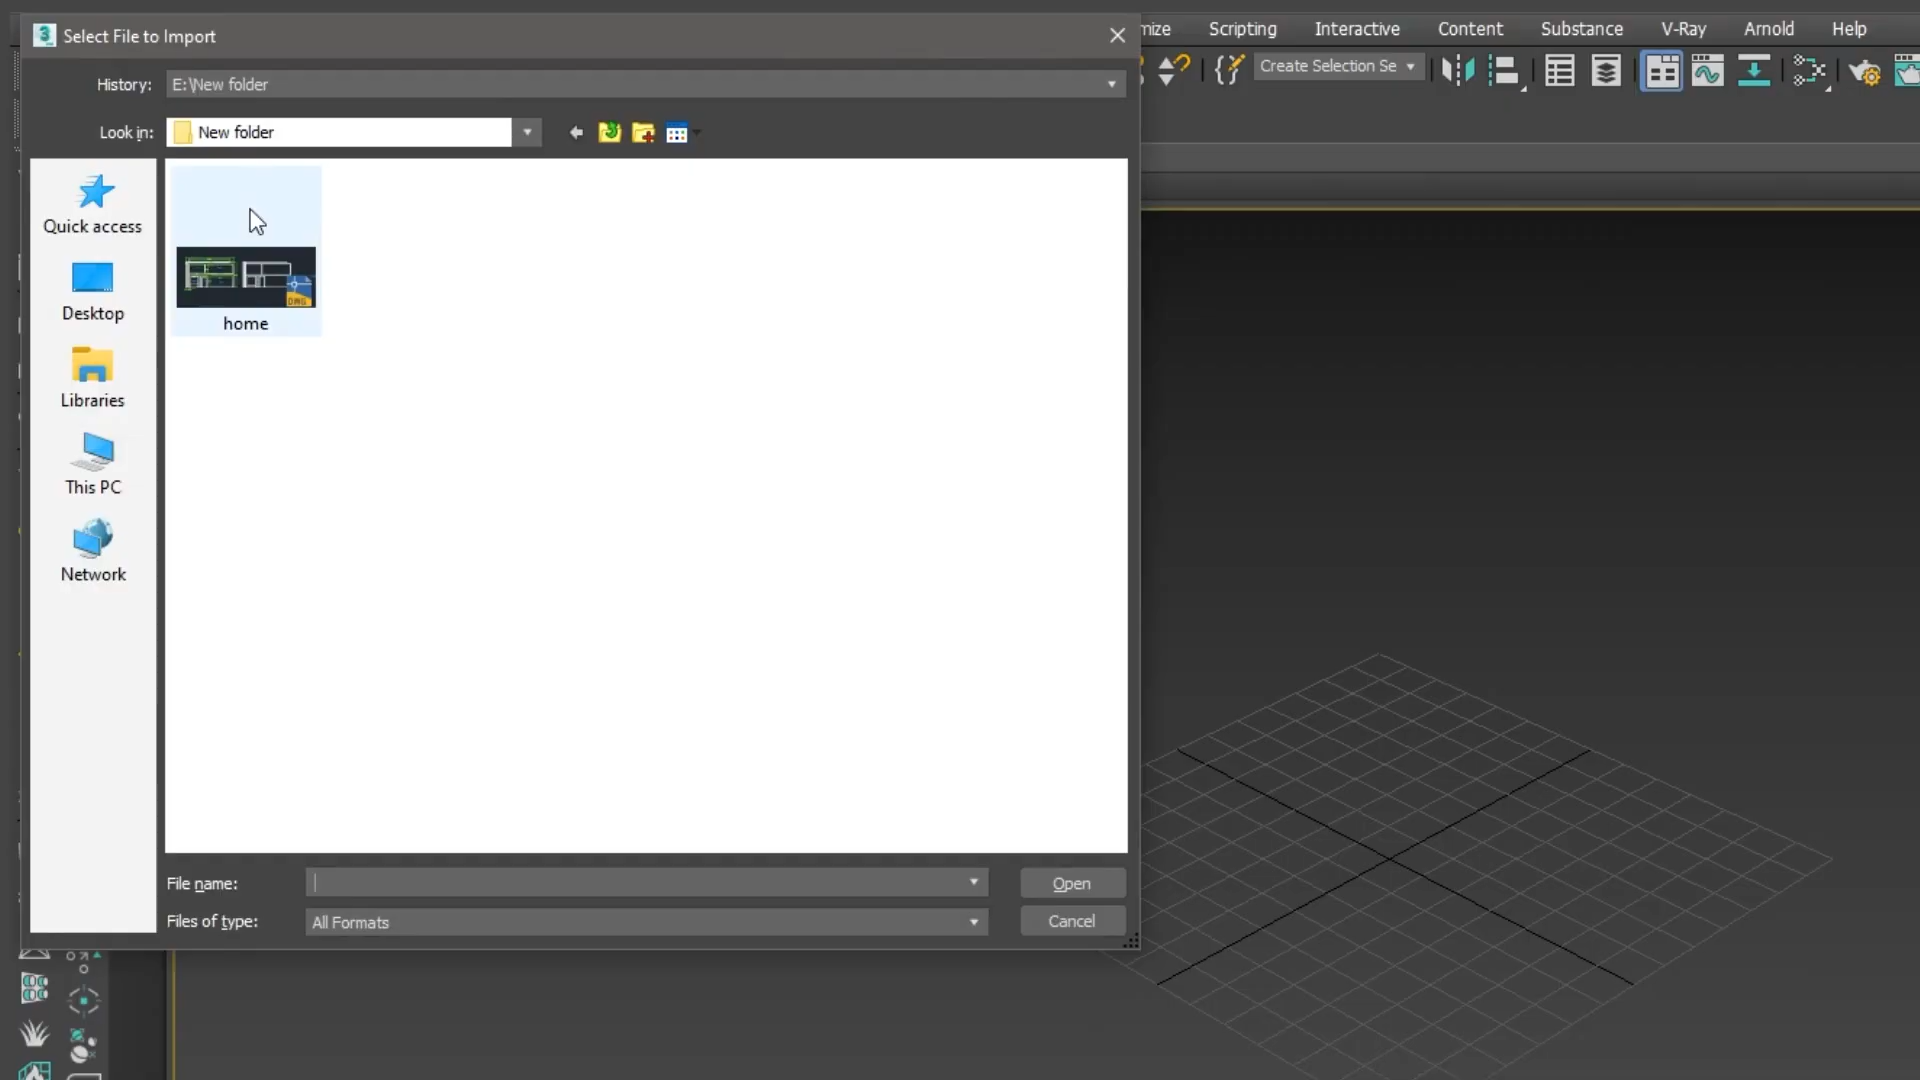 Select File to Import
mize Scripting Interactive Content Substance V-Ray Arnold Help
Create Selection Se
History: E:\New folder
Look in: New folder
Quick access
Desktop
Libraries
This PC
Network
DWG
home
File name: Open
Files of type: All Formats Cancel